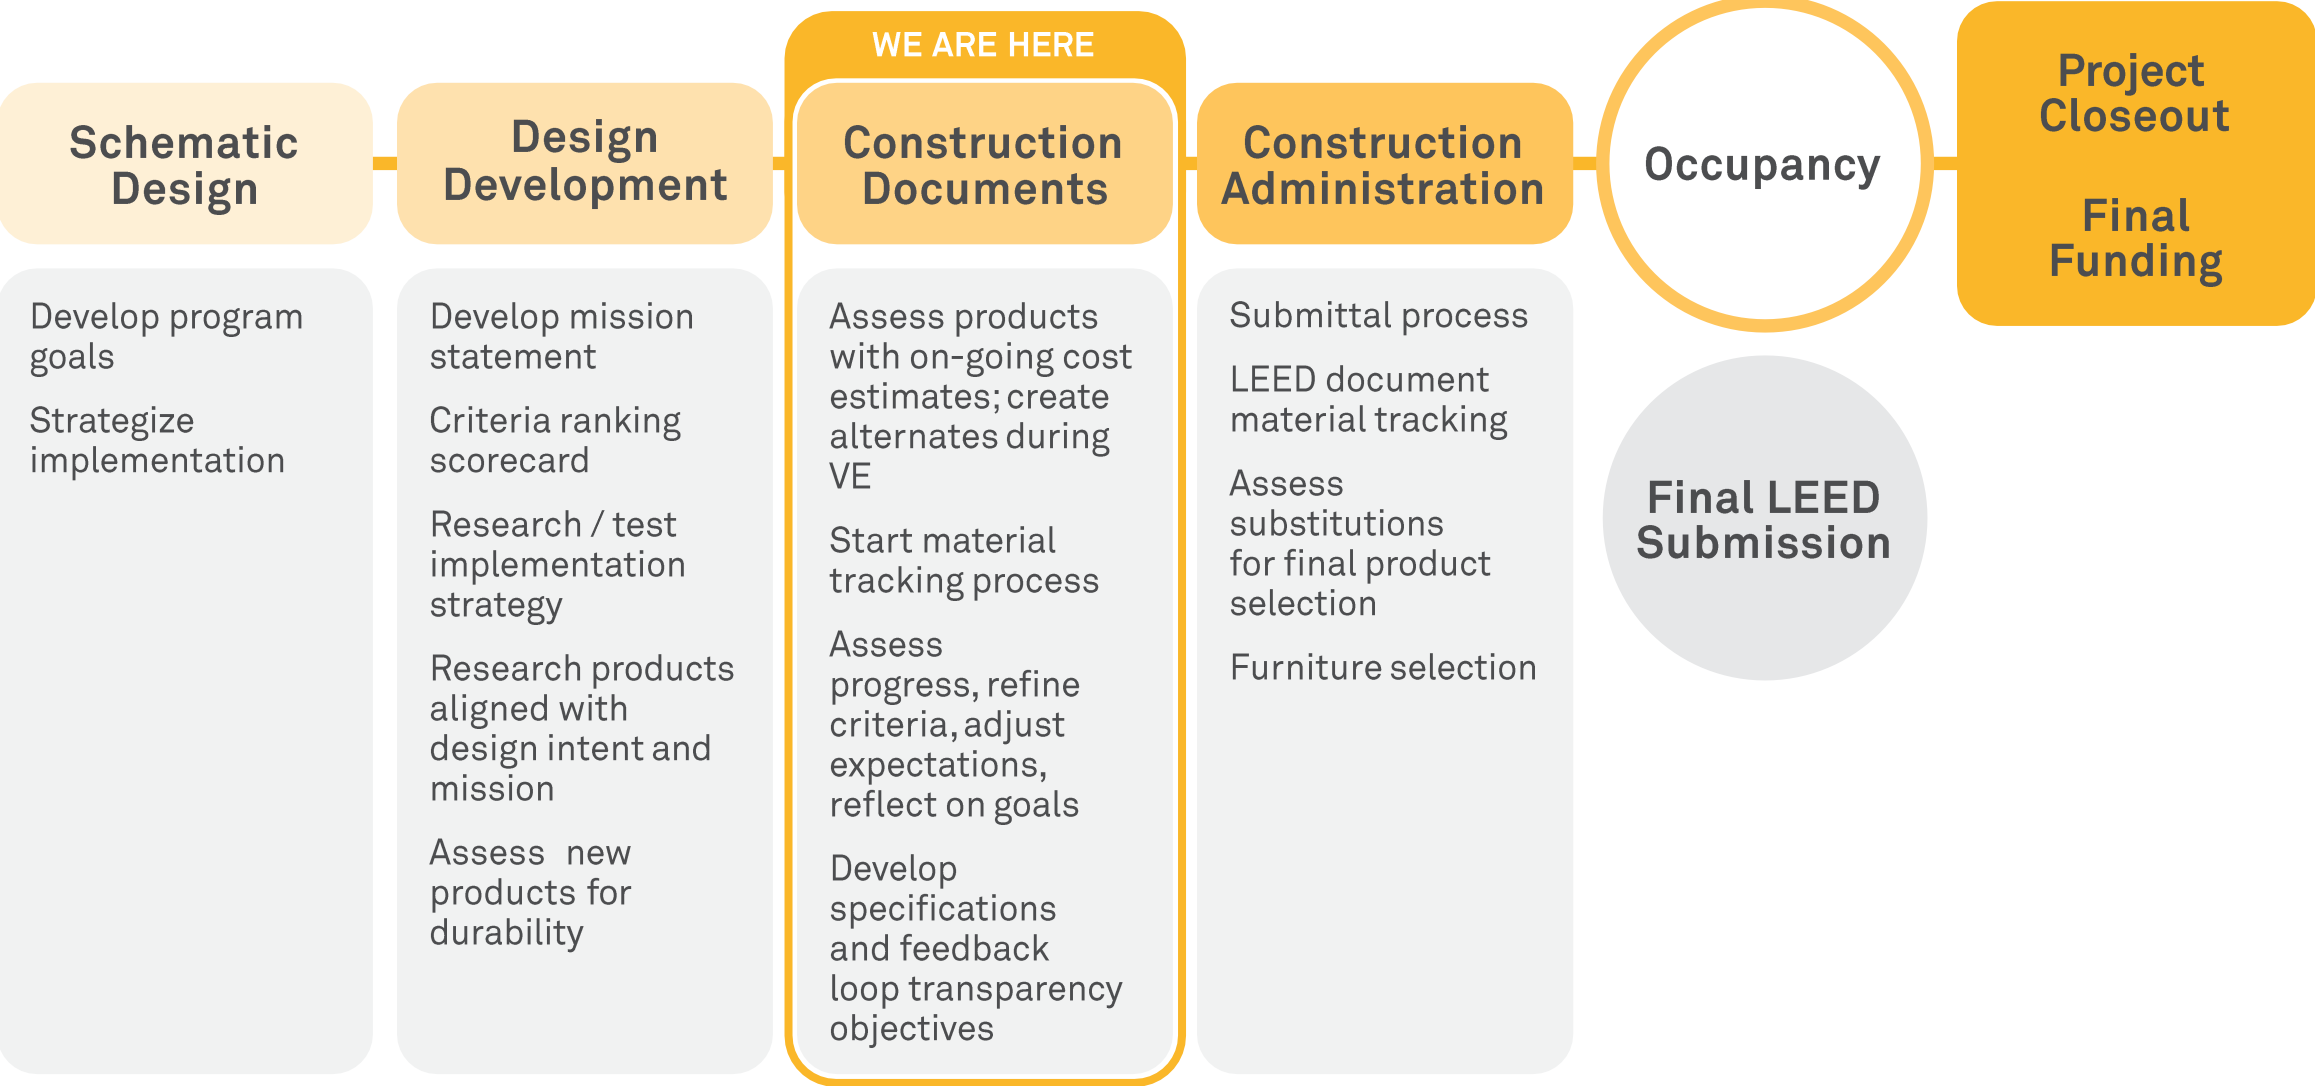 WE ARE HERE
Schematic
Design
Develop program
goals
Strategize
implementation
Design
Development
Develop mission
statement
Criteria ranking
scorecard
Research / test
implementation
strategy
Research products
aligned with
design intent and
mission
Assess new
products for
durability
Construction
Documents
Assess products
with on-going cost
estimates; create
alternates during
VE
Start material
tracking process
Assess
progress, refine
criteria, adjust
expectations,
reflect on goals
Develop
specifications
and feedback
loop transparency
objectives
Construction
Administration
Submittal process
LEED document
material tracking
Assess
substitutions
for final product
selection
Furniture selection
Occupancy
Final LEED
Submission
Project
Closeout
Final
Funding